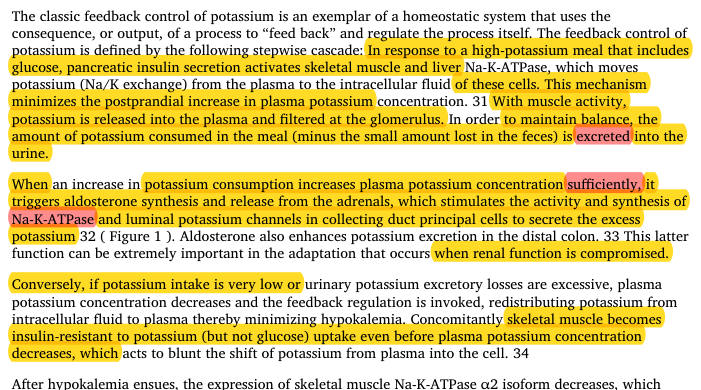 The classic feedback control of potassium is an exemplar of a homeostatic system that uses the
consequence, or output, of a process to “feed back” and regulate the process itself. The feedback control of
potassium is defined by the following stepwise cascade: In response to a high-potassium meal that includes
glucose, pancreatic insulin secretion activates skeletal muscle and liver Na-K-ATPase, which moves
potassium (Na/K exchange) from the plasma to the intracellular fluid of these cells. This mechanism
minimizes the postprandial increase in plasma potassium concentration. 31 With muscle activity,
potassium is released into the plasma and filtered at the glomerulus. In order to maintain balance, the
amount of potassium consumed in the meal (minus the small amount lost in the feces) is excreted into the
urine.
When an increase in potassium consumption increases plasma potassium concentration sufficiently, it
triggers aldosterone synthesis and release from the adrenals, which stimulates the activity and synthesis of
Na-K-ATPase and luminal potassium channels in collecting duct principal cells to secrete the excess
potassium 32 ( Figure 1 ). Aldosterone also enhances potassium excretion in the distal colon. 33 This latter
function can be extremely important in the adaptation that occurs when renal function is compromised.
Conversely, if potassium intake is very low or urinary potassium excretory losses are excessive, plasma
potassium concentration decreases and the feedback regulation is invoked, redistributing potassium from
intracellular fluid to plasma thereby minimizing hypokalemia. Concomitantly skeletal muscle becomes
insulin-resistant to potassium (but not glucose) uptake even before plasma potassium concentration
decreases, which acts to blunt the shift of potassium from plasma into the cell. 34
After hypokalemia ensues, the expression of skeletal muscle Na-K-ATPase α2 isoform decreases, which